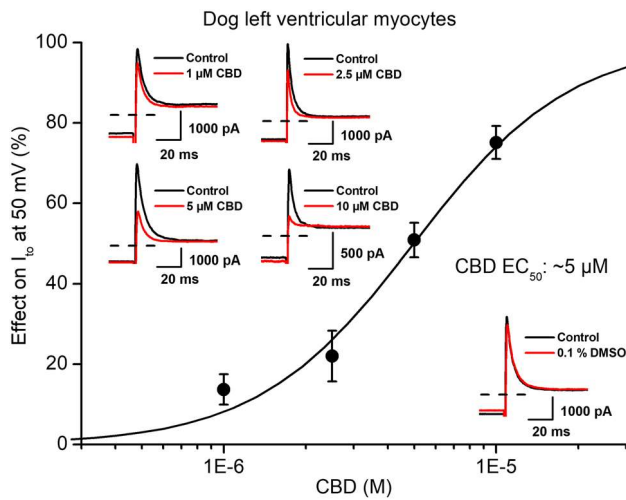 Dog left ventricular myocytes
Effect on I_to at 50 mV (%)
100
80
60
40
20
0
Control
1 µM CBD
1000 pA
20 ms
Control
2.5 µM CBD
1000 pA
20 ms
Control
5 µM CBD
1000 pA
20 ms
Control
10 µM CBD
500 pA
20 ms
CBD EC50: ~5 µM
Control
0.1 % DMSO
1000 pA
20 ms
1E-6
1E-5
CBD (M)